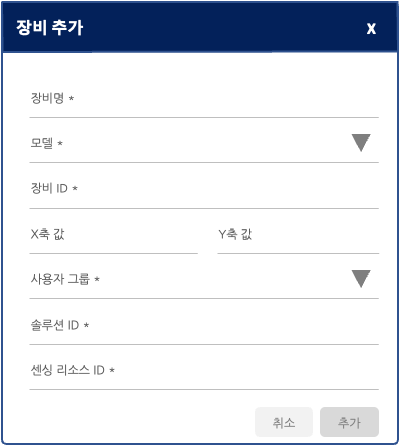 장비 추가 X
장비명 *
모델 *
장비 ID *
X축 값 Y축 값
사용자 그룹 *
솔루션 ID *
센싱 리소스 ID *
취소 추가